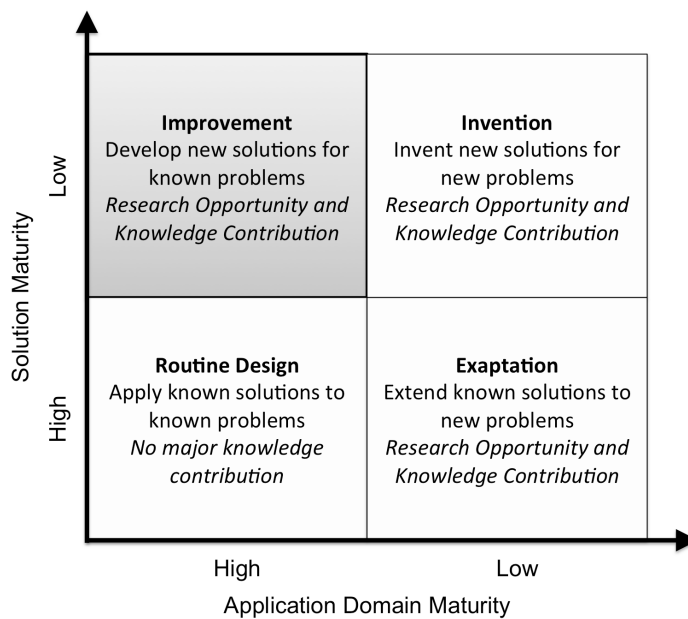 Improvement
Develop new solutions for
known problems
Research Opportunity and
Knowledge Contribution
Invention
Invent new solutions for
new problems
Research Opportunity and
Knowledge Contribution
Routine Design
Apply known solutions to
known problems
No major knowledge
contribution
Exaptation
Extend known solutions to
new problems
Research Opportunity and
Knowledge Contribution
Solution Maturity
Low
High
High
Low
Application Domain Maturity